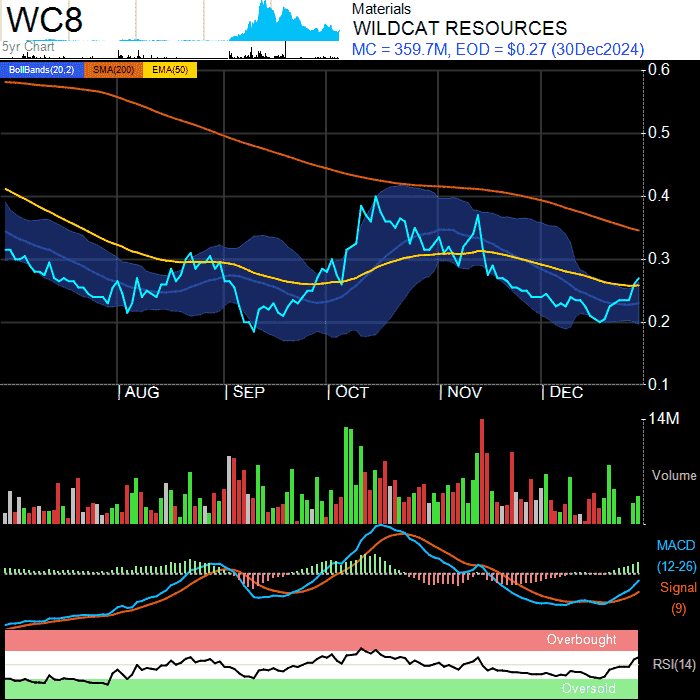 WC8
5yr Chart
Materials
WILDCAT RESOURCES
MC = 359.7M, EOD = $0.27 (30Dec2024)
BollBands(20,2) SMA(200) EMA(50)
0.6
0.5
0.4
0.3
0.2
0.1
AUG SEP OCT NOV DEC
14M
Volume
MACD
(12-26)
Signal
(9)
Overbought
RSI(14)
Oversold